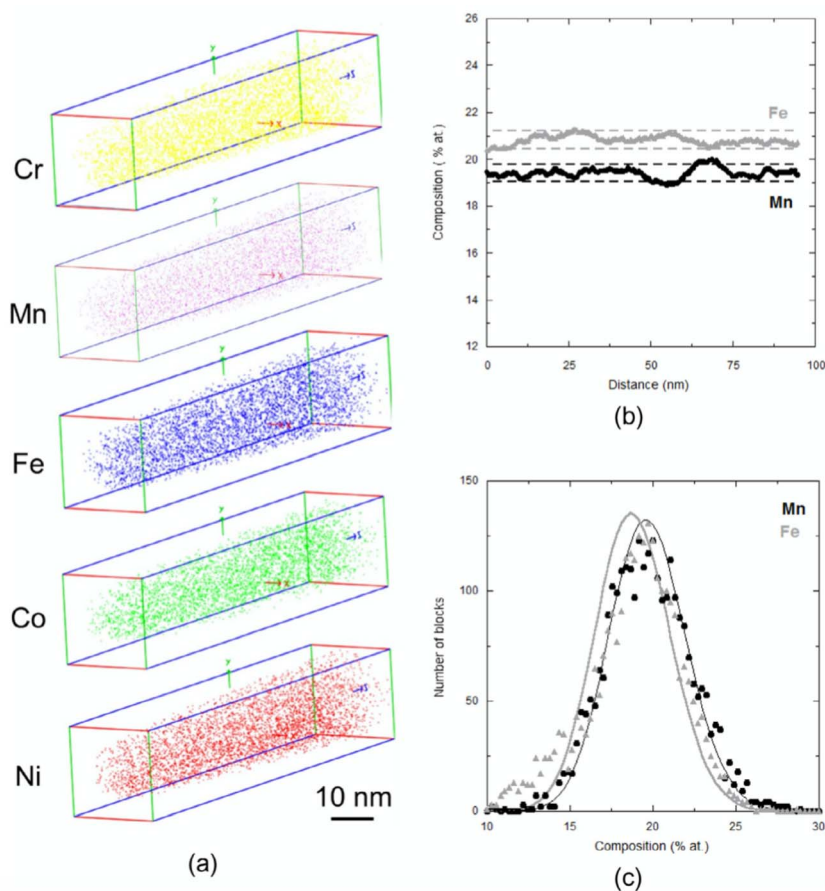 Cr
Mn
Fe
Co
Ni
y
x
10 nm
(a)
26
24
22
21
20
19
18
16
14
12
0
25
50
75
100
Composition ( % at.)
Distance (nm)
Fe
Mn
(b)
150
100
50
0
10
15
20
25
30
Number of blocks
Composition (% at.)
Mn
Fe
(c)